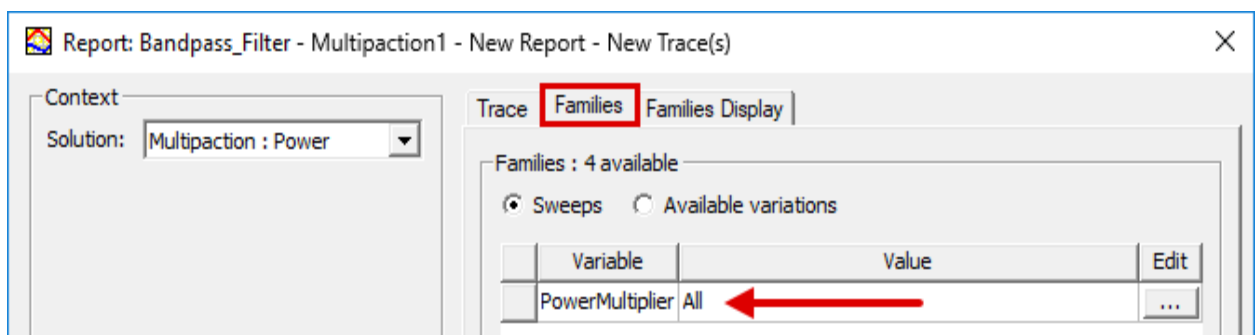 Report: Bandpass_Filter - Multipaction1 - New Report - New Trace(s)
Context
Solution: Multipaction : Power
Trace Families Families Display
Families : 4 available
Sweeps Available variations
Variable Value Edit
PowerMultiplier All ...